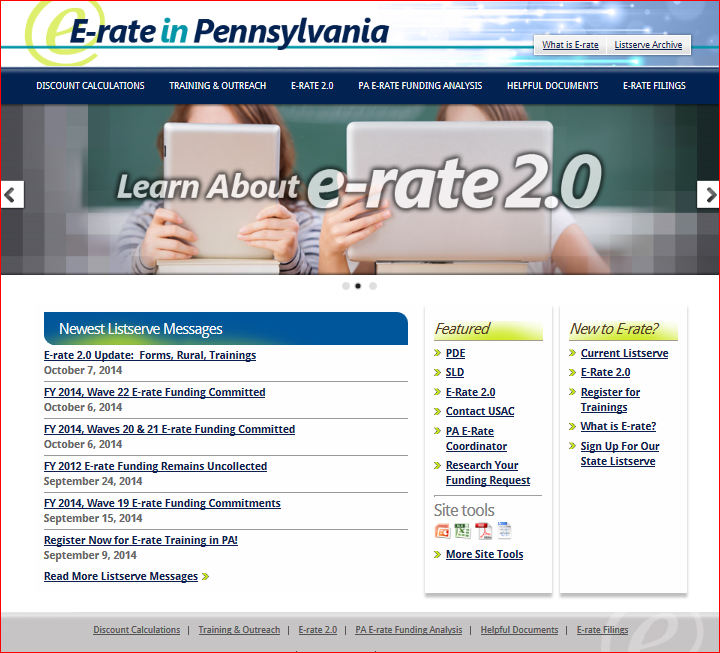 E-rate in Pennsylvania
What is E-rate
Listserve Archive
DISCOUNT CALCULATIONS
TRAINING & OUTREACH
E-RATE 2.0
PA E-RATE FUNDING ANALYSIS
HELPFUL DOCUMENTS
E-RATE FILINGS
Learn About e-rate 2.0
Newest Listserve Messages
E-rate 2.0 Update:  Forms, Rural, Trainings
October 7, 2014
FY 2014, Wave 22 E-rate Funding Committed
October 6, 2014
FY 2014, Waves 20 & 21 E-rate Funding Committed
October 6, 2014
FY 2012 E-rate Funding Remains Uncollected
September 24, 2014
FY 2014, Wave 19 E-rate Funding Commitments
September 15, 2014
Register Now for E-rate Training in PA!
September 9, 2014
Read More Listserve Messages
Featured
PDE
SLD
E-Rate 2.0
Contact USAC
PA E-Rate
Coordinator
Research Your
Funding Request
Site tools
More Site Tools
New to E-rate?
Current Listserve
E-Rate 2.0
Register for
Trainings
What is E-rate?
Sign Up For Our
State Listserve
Discount Calculations | Training & Outreach | E-rate 2.0 | PA E-rate Funding Analysis | Helpful Documents | E-rate Filings